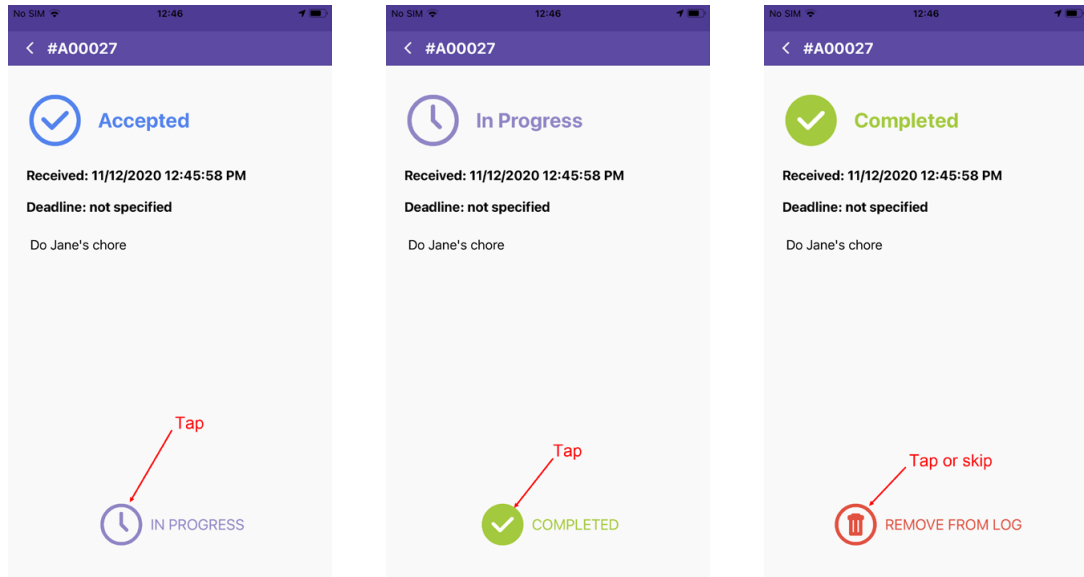 No SIM 12:46
#A00027
Accepted
Received: 11/12/2020 12:45:58 PM
Deadline: not specified
Do Jane's chore
Tap
IN PROGRESS
No SIM 12:46
#A00027
In Progress
Received: 11/12/2020 12:45:58 PM
Deadline: not specified
Do Jane's chore
Tap
COMPLETED
No SIM 12:46
#A00027
Completed
Received: 11/12/2020 12:45:58 PM
Deadline: not specified
Do Jane's chore
Tap or skip
REMOVE FROM LOG